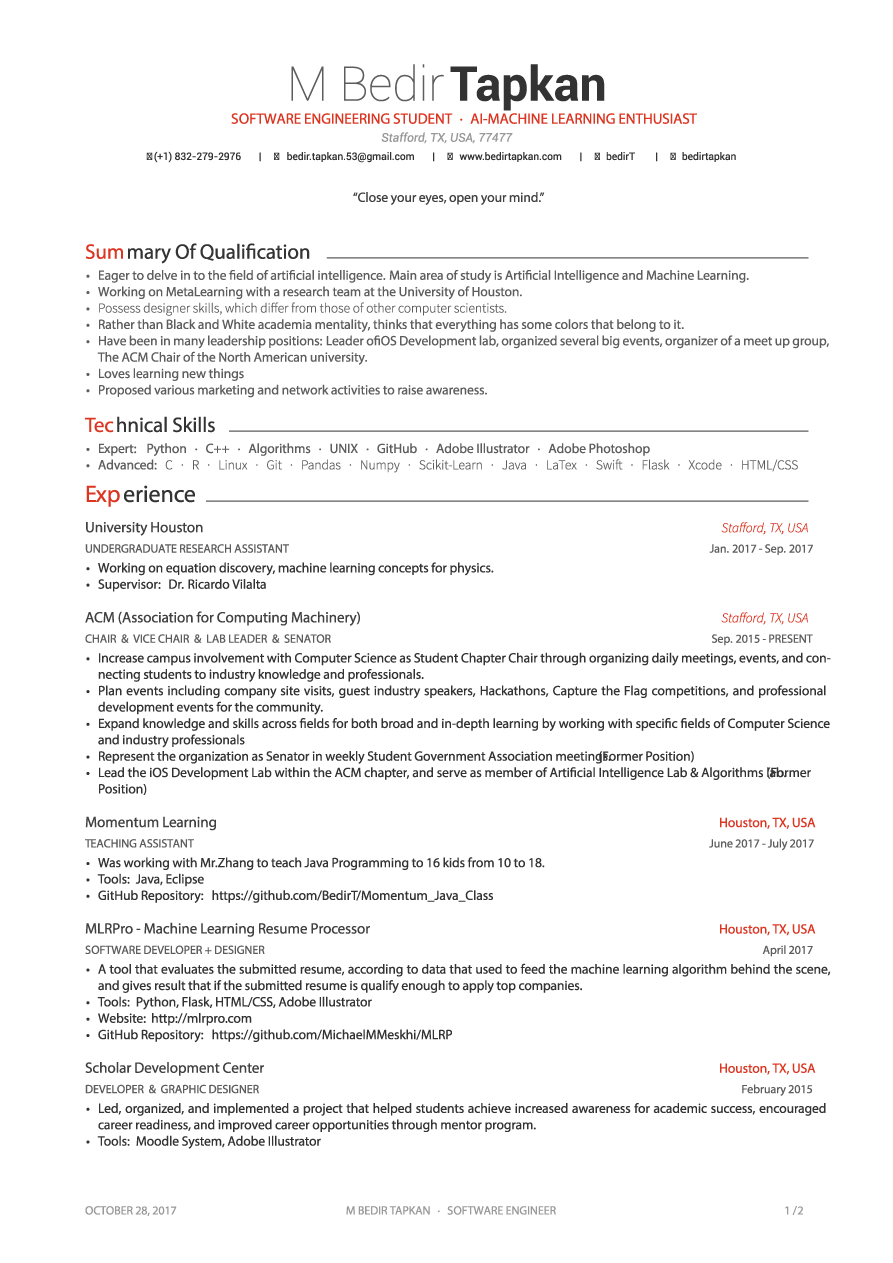 M Bedir Tapkan
SOFTWARE ENGINEERING STUDENT · AI-MACHINE LEARNING ENTHUSIAST
Stafford, TX, USA, 77477
(+1) 832-279-2976 | bedir.tapkan.53@gmail.com | www.bedirtapkan.com | bedirT | bedirtapkan
“Close your eyes, open your mind.”
Summary Of Qualification
• Eager to delve in to the field of artificial intelligence. Main area of study is Artificial Intelligence and Machine Learning.
• Working on MetaLearning with a research team at the University of Houston.
• Possess designer skills, which differ from those of other computer scientists.
• Rather than Black and White academia mentality, thinks that everything has some colors that belong to it.
• Have been in many leadership positions: Leader of iOS Development lab, organized several big events, organizer of a meet up group,
The ACM Chair of the North American university.
• Loves learning new things
• Proposed various marketing and network activities to raise awareness.
Technical Skills
• Expert: Python · C++ · Algorithms · UNIX · GitHub · Adobe Illustrator · Adobe Photoshop
• Advanced: C · R · Linux · Git · Pandas · Numpy · Scikit-Learn · Java · LaTex · Swift · Flask · Xcode · HTML/CSS
Experience
University Houston Stafford, TX, USA
UNDERGRADUATE RESEARCH ASSISTANT Jan. 2017 - Sep. 2017
• Working on equation discovery, machine learning concepts for physics.
• Supervisor: Dr. Ricardo Vilalta
ACM (Association for Computing Machinery) Stafford, TX, USA
CHAIR & VICE CHAIR & LAB LEADER & SENATOR Sep. 2015 - PRESENT
• Increase campus involvement with Computer Science as Student Chapter Chair through organizing daily meetings, events, and con-
necting students to industry knowledge and professionals.
• Plan events including company site visits, guest industry speakers, Hackathons, Capture the Flag competitions, and professional
development events for the community.
• Expand knowledge and skills across fields for both broad and in-depth learning by working with specific fields of Computer Science
and industry professionals
• Represent the organization as Senator in weekly Student Government Association meetings. (Former Position)
• Lead the iOS Development Lab within the ACM chapter, and serve as member of Artificial Intelligence Lab & Algorithms Lab. (Former
Position)
Momentum Learning Houston, TX, USA
TEACHING ASSISTANT June 2017 - July 2017
• Was working with Mr.Zhang to teach Java Programming to 16 kids from 10 to 18.
• Tools: Java, Eclipse
• GitHub Repository: https://github.com/BedirT/Momentum_Java_Class
MLRPro - Machine Learning Resume Processor Houston, TX, USA
SOFTWARE DEVELOPER + DESIGNER April 2017
• A tool that evaluates the submitted resume, according to data that used to feed the machine learning algorithm behind the scene,
and gives result that if the submitted resume is qualify enough to apply top companies.
• Tools: Python, Flask, HTML/CSS, Adobe Illustrator
• Website: http://mlrpro.com
• GitHub Repository: https://github.com/MichaelMMeskhi/MLRP
Scholar Development Center Houston, TX, USA
DEVELOPER & GRAPHIC DESIGNER February 2015
• Led, organized, and implemented a project that helped students achieve increased awareness for academic success, encouraged
career readiness, and improved career opportunities through mentor program.
• Tools: Moodle System, Adobe Illustrator
OCTOBER 28, 2017 M BEDIR TAPKAN · SOFTWARE ENGINEER 1 /2